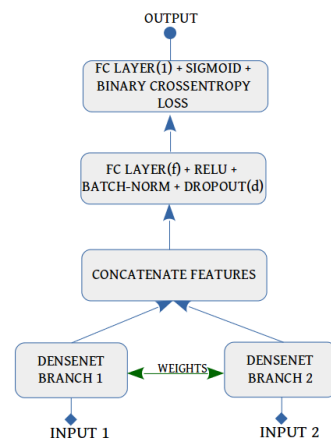 OUTPUT
FC LAYER(1) + SIGMOID +
BINARY CROSSENTROPY
LOSS
FC LAYER(f) + RELU +
BATCH-NORM + DROPOUT(d)
CONCATENATE FEATURES
DENSENET
BRANCH 1
WEIGHTS
DENSENET
BRANCH 2
INPUT 1
INPUT 2